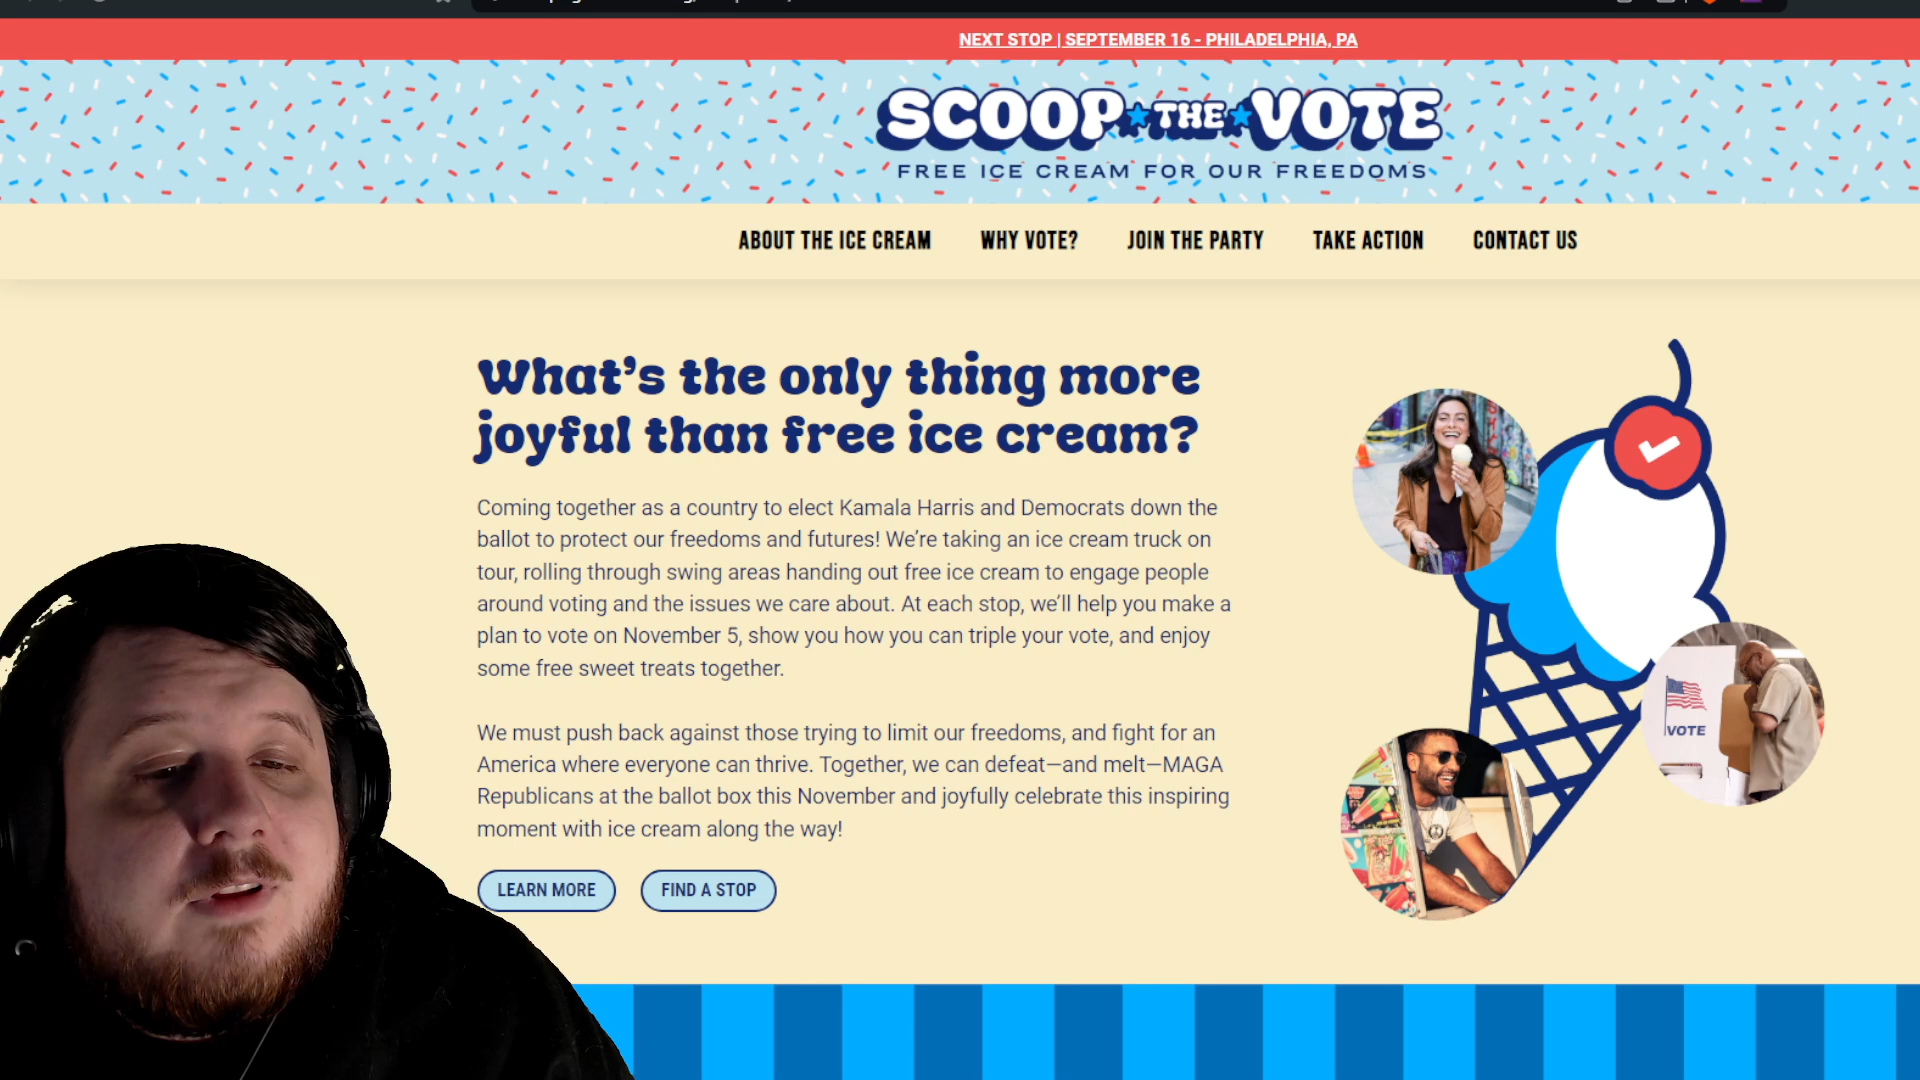 NEXT STOP | SEPTEMBER 16 - PHILADELPHIA, PA
SCOOP THE VOTE
FREE ICE CREAM FOR OUR FREEDOMS
ABOUT THE ICE CREAM WHY VOTE? JOIN THE PARTY TAKE ACTION CONTACT US
What's the only thing more
joyful than free ice cream?
Coming together as a country to elect Kamala Harris and Democrats down the
ballot to protect our freedoms and futures! We're taking an ice cream truck on
tour, rolling through swing areas handing out free ice cream to engage people
around voting and the issues we care about. At each stop, we'll help you make a
plan to vote on November 5, show you how you can triple your vote, and enjoy
some free sweet treats together.
We must push back against those trying to limit our freedoms, and fight for an
America where everyone can thrive. Together, we can defeat—and melt—MAGA
Republicans at the ballot box this November and joyfully celebrate this inspiring
moment with ice cream along the way!
LEARN MORE FIND A STOP
VOTE